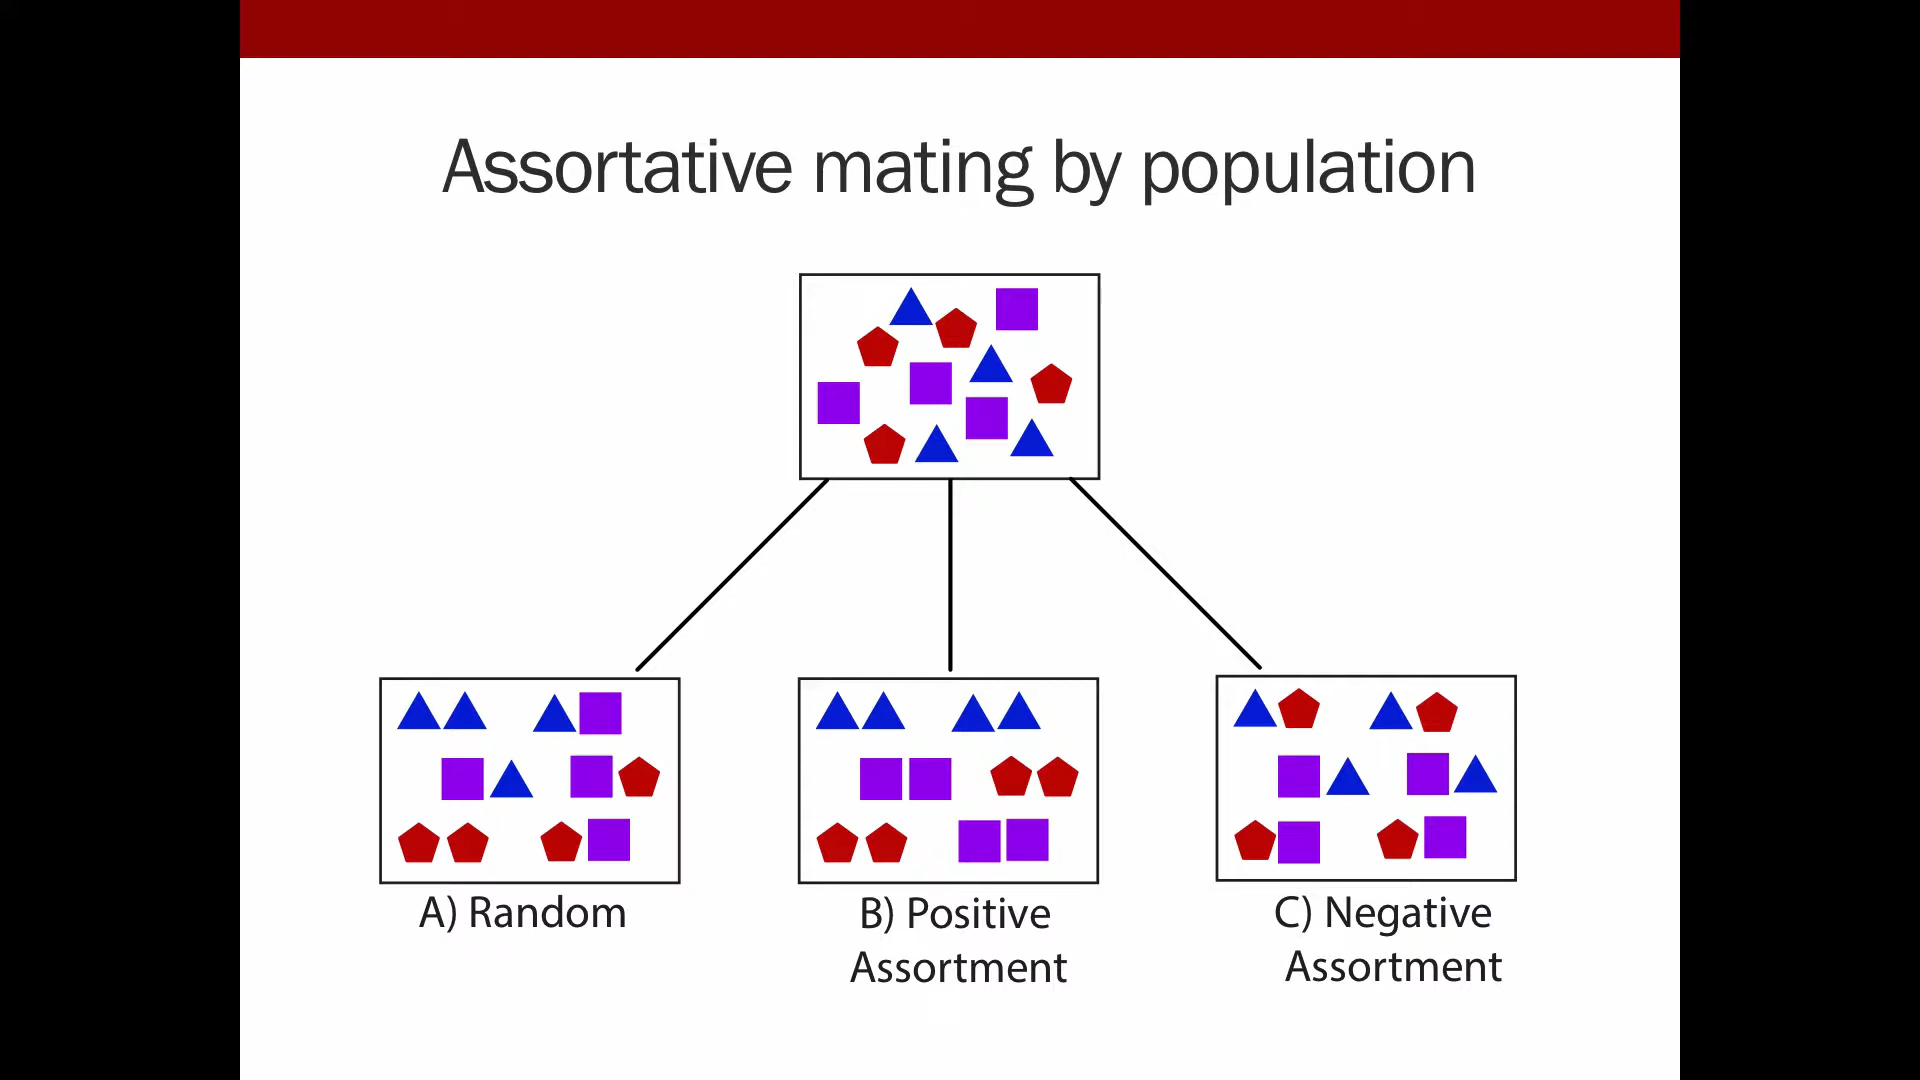 Assortative mating by population
A) Random
B) Positive
Assortment
C) Negative
Assortment